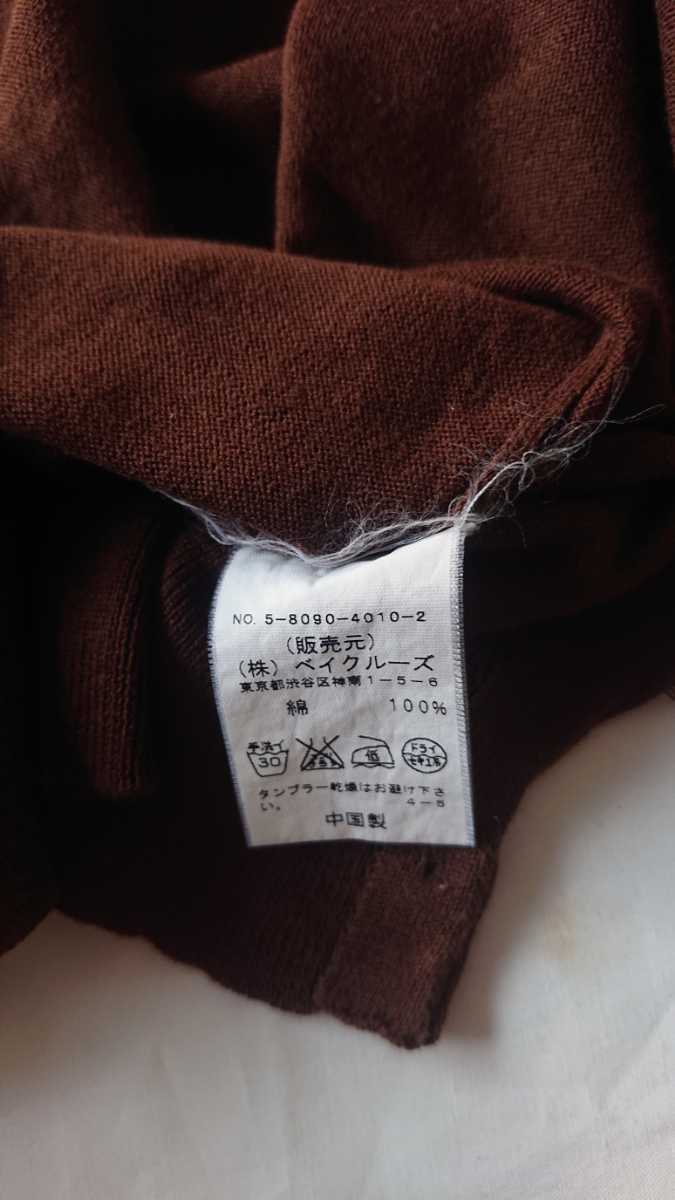 NO. 5-8090-4010-2
（販売元）
（株）ベイクルーズ
東京都渋谷区神南1-5-6
綿 100%
手洗イ
30
低
ドライ
セキユ系
タンブラー乾燥はお避け下さ
い。 4-5
中国製